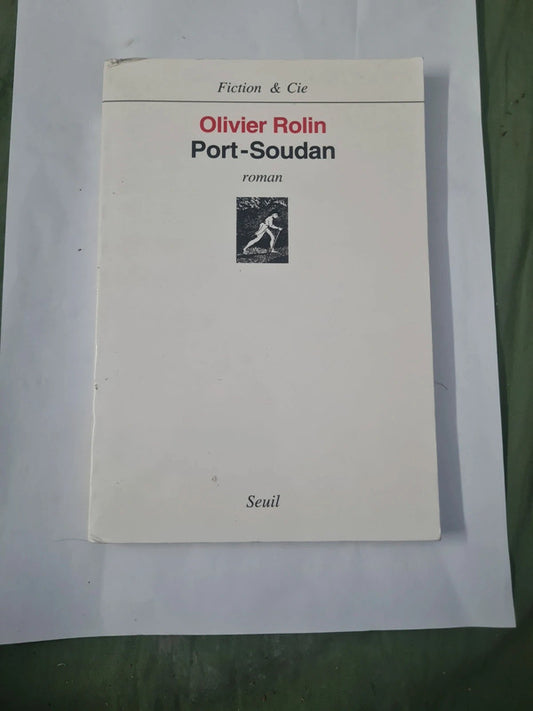 Fiction & Cie
Olivier Rolin
Port-Soudan
roman
Seuil